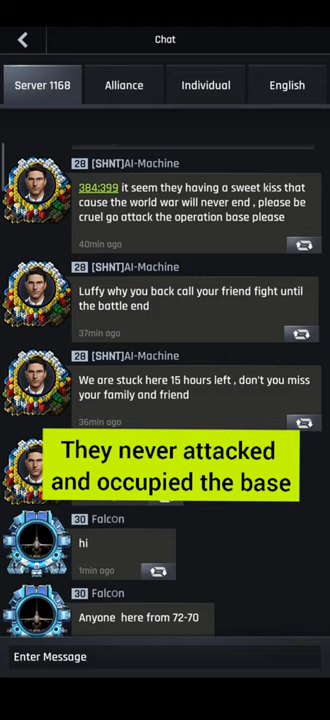 Chat
Server 1168
Alliance
Individual
English
28 [SHNT]AI-Machine
384:399 it seem they having a sweet kiss that
cause the world war will never end , please be
cruel go attack the operation base please
40min ago
28 [SHNT]AI-Machine
Luffy why you back call your friend fight until
the battle end
37min ago
28 [SHNT]AI-Machine
We are stuck here 15 hours left , don't you miss
your family and friend
36min ago
They never attacked
and occupied the base
30 Falcon
hi
1min ago
30 Falcon
Anyone here from 72-70
Enter Message